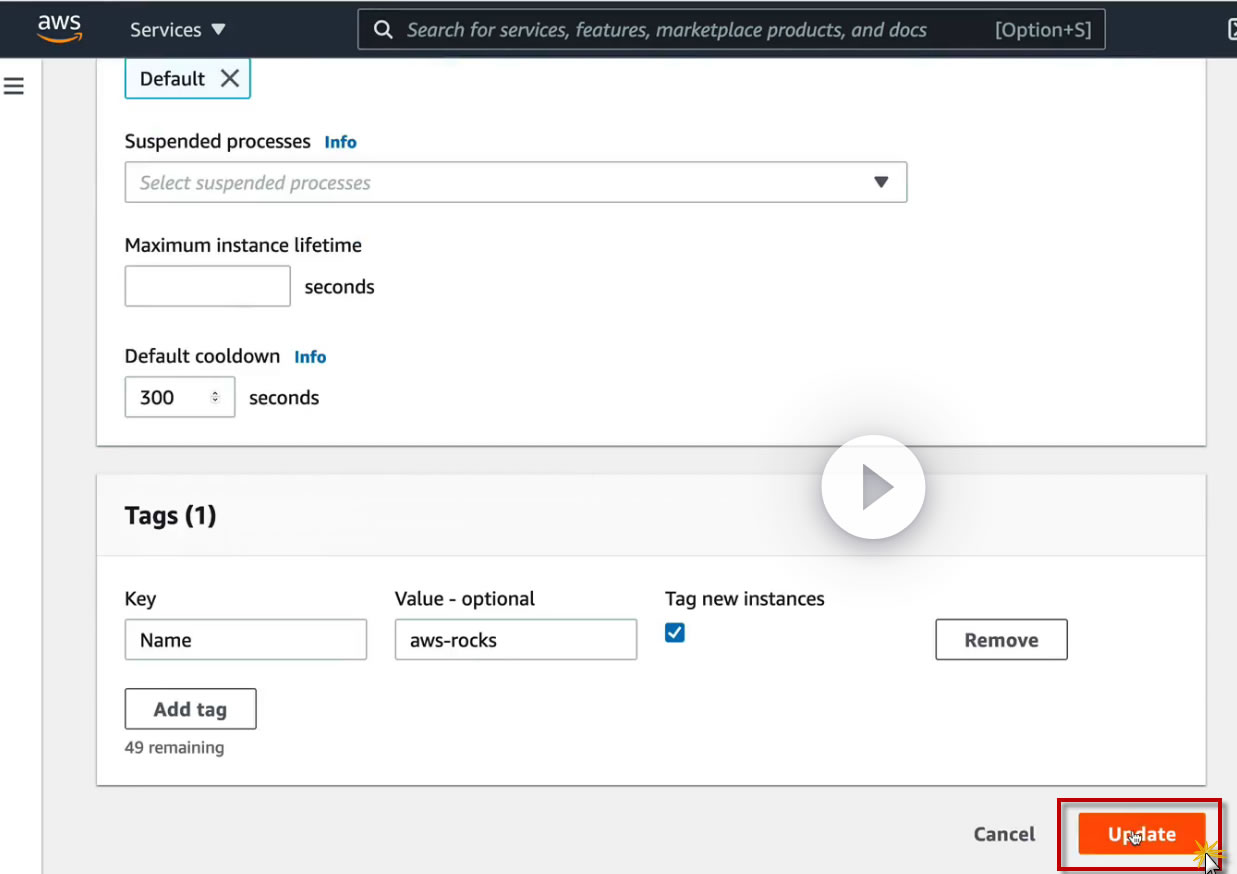 aws
Services
Search for services, features, marketplace products, and docs [Option+S]
Default
Suspended processes Info
Select suspended processes
Maximum instance lifetime
seconds
Default cooldown Info
300 seconds
Tags (1)
Key Value - optional Tag new instances
Name aws-rocks Remove
Add tag
49 remaining
Cancel Update